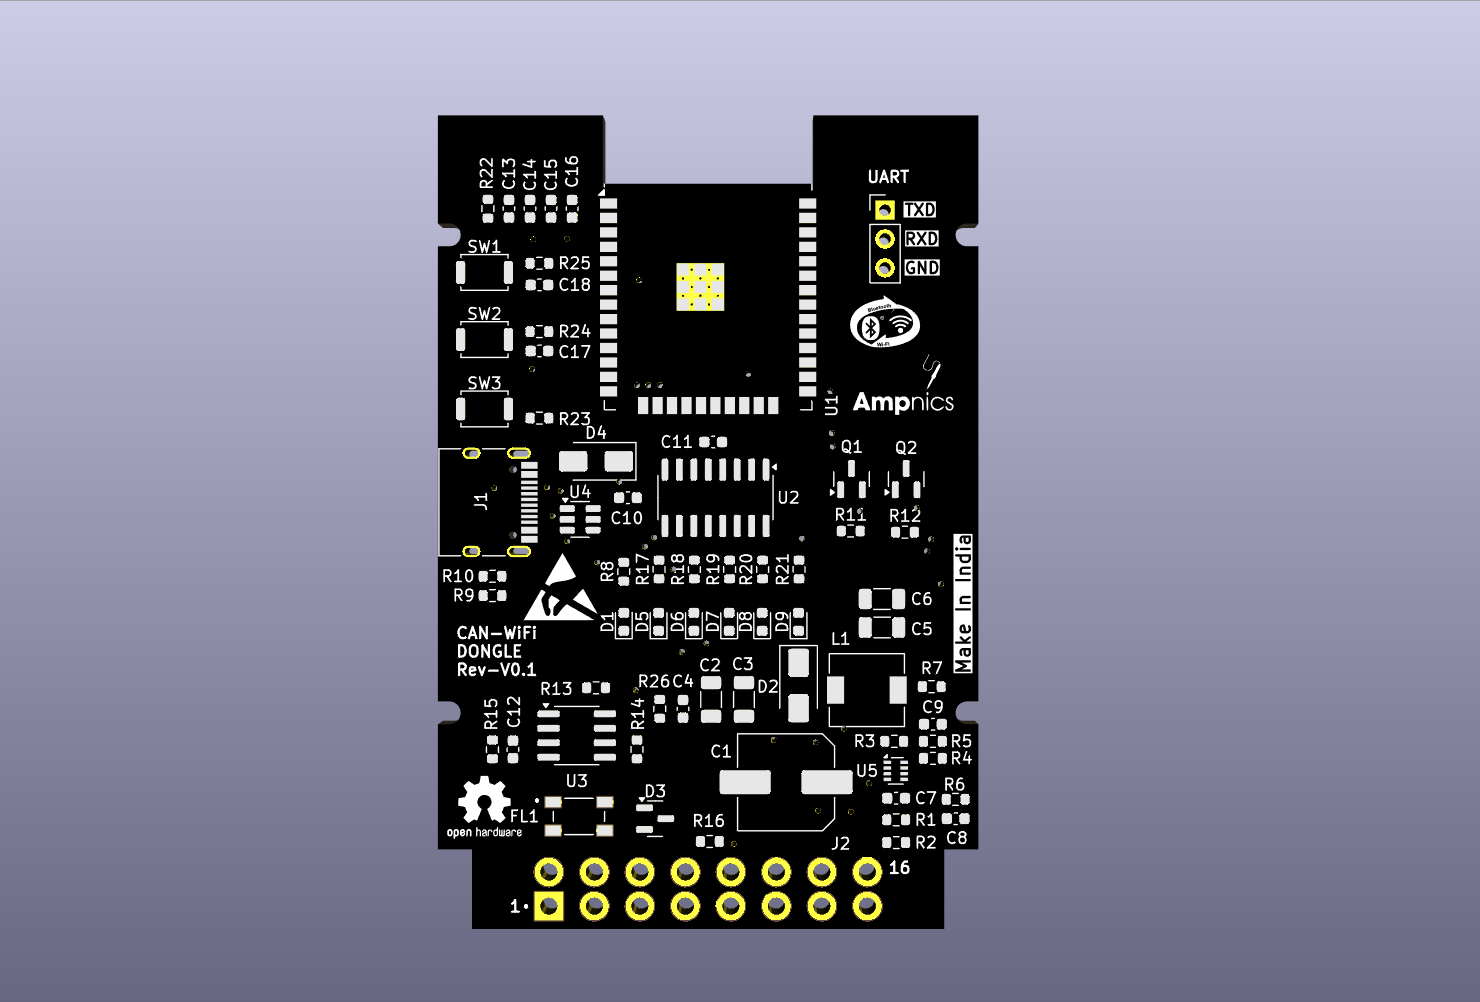 R22
C13
C14
C15
C16
UART
TXD
RXD
GND
SW1
R25
C18
SW2
R24
C17
Bluetooth
Wi-Fi
SW3
R23
U1
Ampnics
D4
C11
Q1
Q2
J1
U4
C10
U2
R11
R12
R10
R9
R8
R17
R18
R19
R20
R21
Make In India
C6
C5
D1
D5
D6
D7
D8
D9
CAN-WiFi
DONGLE
Rev-V0.1
L1
R7
R13
R26
C4
C2
C3
D2
C9
R15
C12
R14
R3
R5
R4
C1
U5
U3
D3
R6
C7
FL1
open hardware
R16
R1
C8
J2
R2
16
1